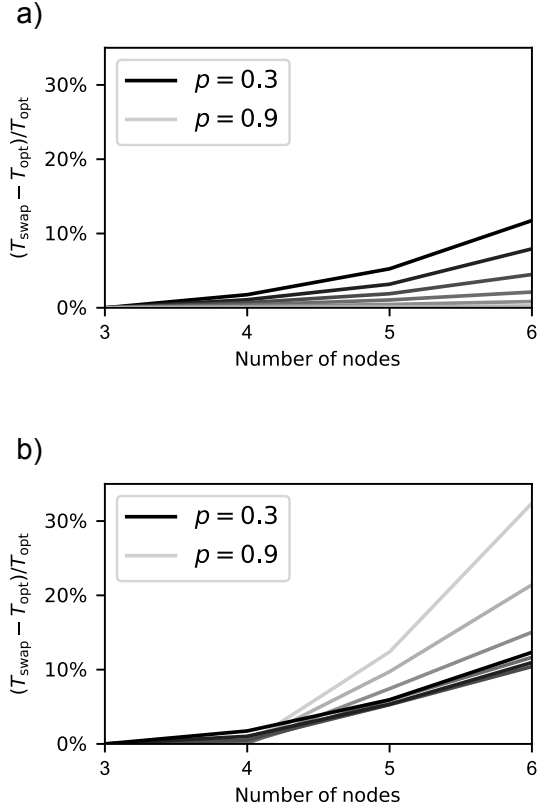 a)
30%
20%
10%
0%
(T_swap − T_opt)/T_opt
p = 0.3
p = 0.9
3 4 5 6
Number of nodes
b)
30%
20%
10%
0%
(T_swap − T_opt)/T_opt
p = 0.3
p = 0.9
3 4 5 6
Number of nodes